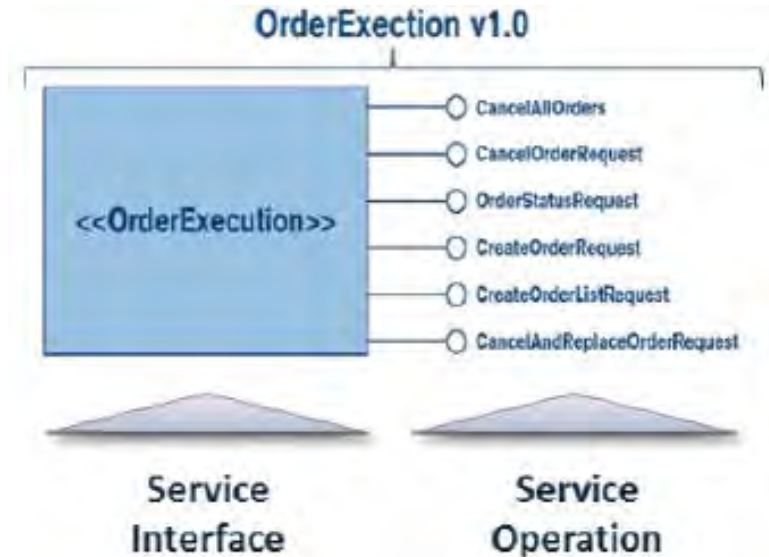 OrderExection v1.0
<<OrderExecution>>
CancelAllOrders
CancelOrderRequest
OrderStatusRequest
CreateOrderRequest
CreateOrderListRequest
CancelAndReplaceOrderRequest
Service
Interface
Service
Operation